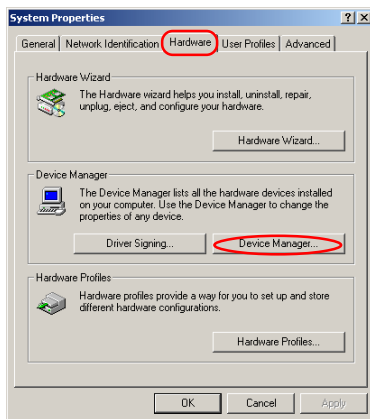 System Properties
General Network Identification Hardware User Profiles Advanced
Hardware Wizard
The Hardware wizard helps you install, uninstall, repair,
unplug, eject, and configure your hardware.
Hardware Wizard...
Device Manager
The Device Manager lists all the hardware devices installed
on your computer. Use the Device Manager to change the
properties of any device.
Driver Signing... Device Manager...
Hardware Profiles
Hardware profiles provide a way for you to set up and store
different hardware configurations.
Hardware Profiles...
OK Cancel Apply